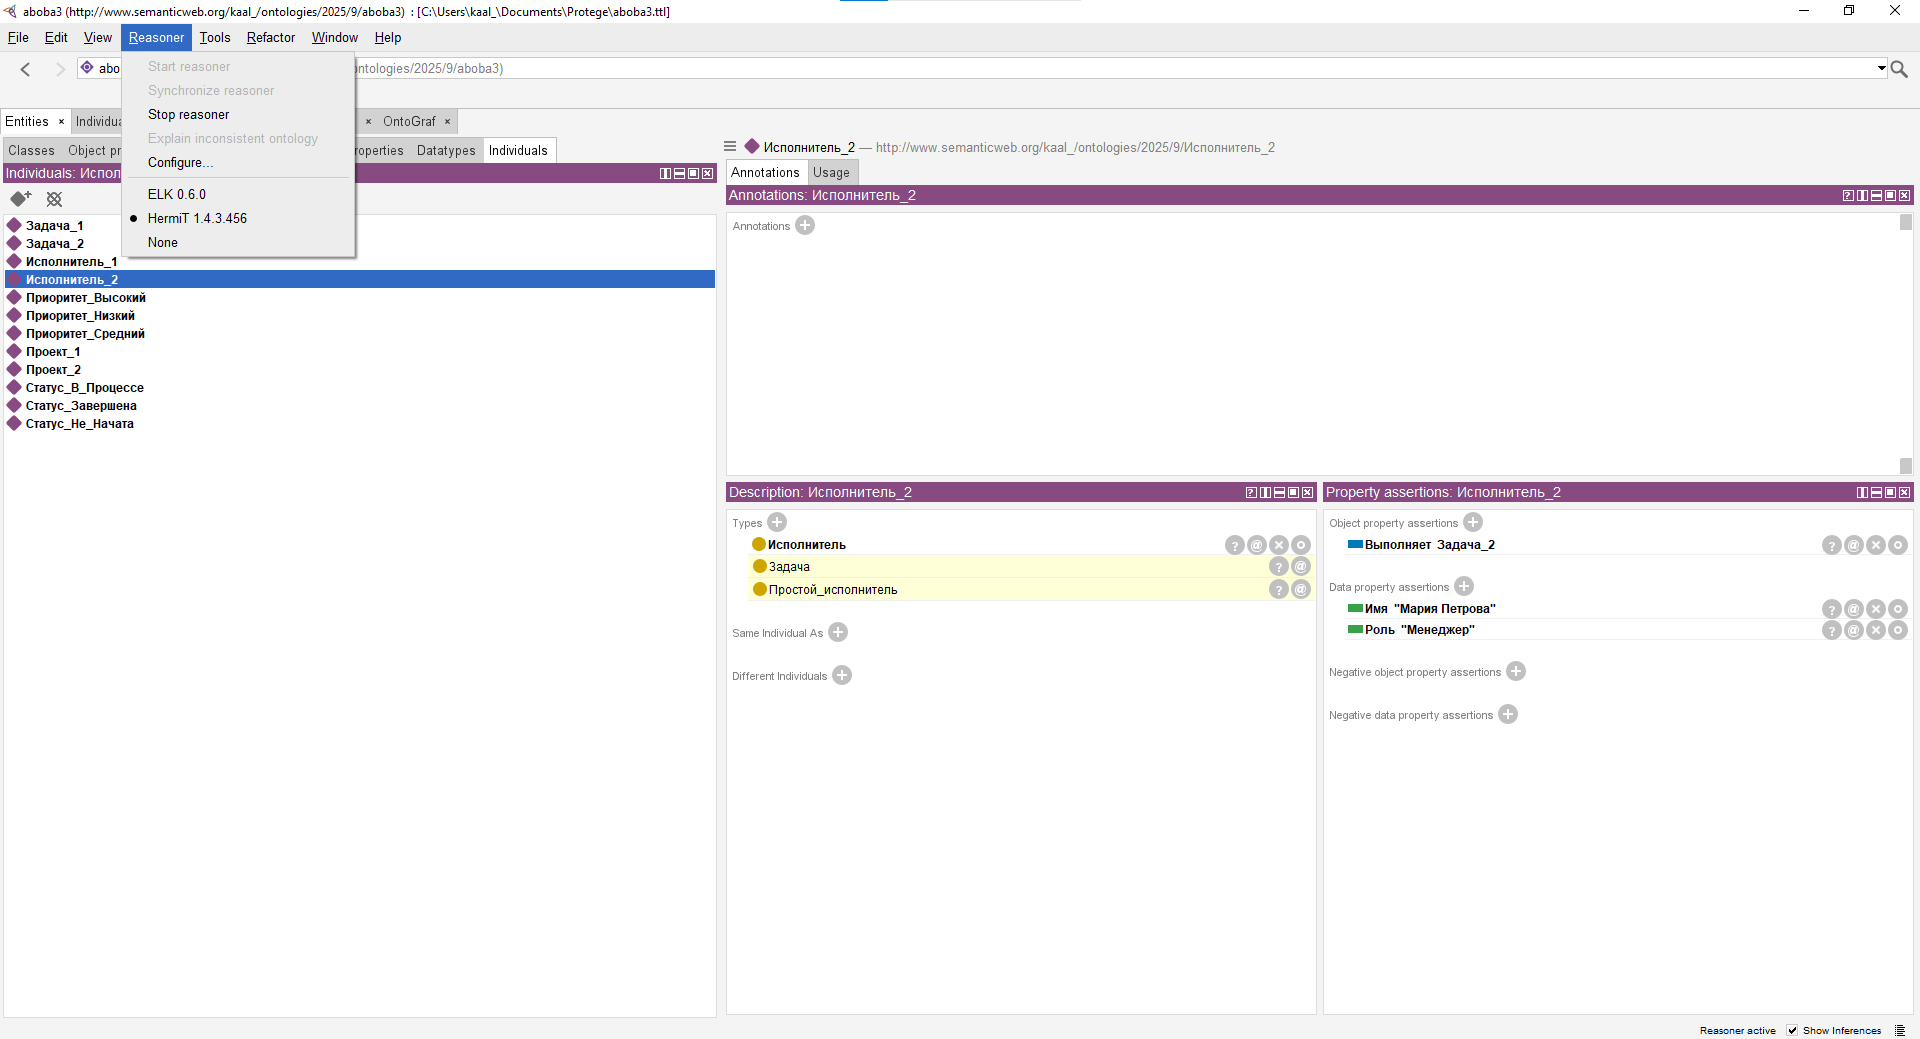 aboba3 (http://www.semanticweb.org/kaal_/ontologies/2025/9/aboba3) : [C:\Users\kaal_\Documents\Protege\aboba3.ttl]
File Edit View Reasoner Tools Refactor Window Help
abo ntologies/2025/9/aboba3)
Start reasoner
Synchronize reasoner
Stop reasoner
Explain inconsistent ontology
Configure...
ELK 0.6.0
HermiT 1.4.3.456
None
Entities × Individua × OntoGraf ×
Classes Object pr roperties Datatypes Individuals
Individuals: Испол
Задача_1
Задача_2
Исполнитель_1
Исполнитель_2
Приоритет_Высокий
Приоритет_Низкий
Приоритет_Средний
Проект_1
Проект_2
Статус_В_Процессе
Статус_Завершена
Статус_Не_Начата
Исполнитель_2 — http://www.semanticweb.org/kaal_/ontologies/2025/9/Исполнитель_2
Annotations Usage
Annotations: Исполнитель_2
Annotations
Description: Исполнитель_2
Types
Исполнитель
Задача
Простой_исполнитель
Same Individual As
Different Individuals
Property assertions: Исполнитель_2
Object property assertions
Выполняет Задача_2
Data property assertions
Имя "Мария Петрова"
Роль "Менеджер"
Negative object property assertions
Negative data property assertions
Reasoner active Show Inferences